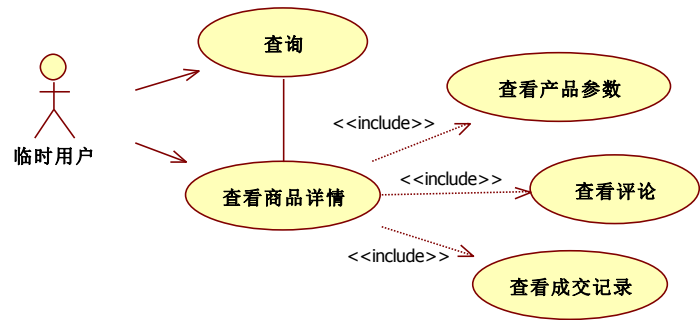 查询
临时用户
查看商品详情
<<include>>
查看产品参数
<<include>>
查看评论
<<include>>
查看成交记录